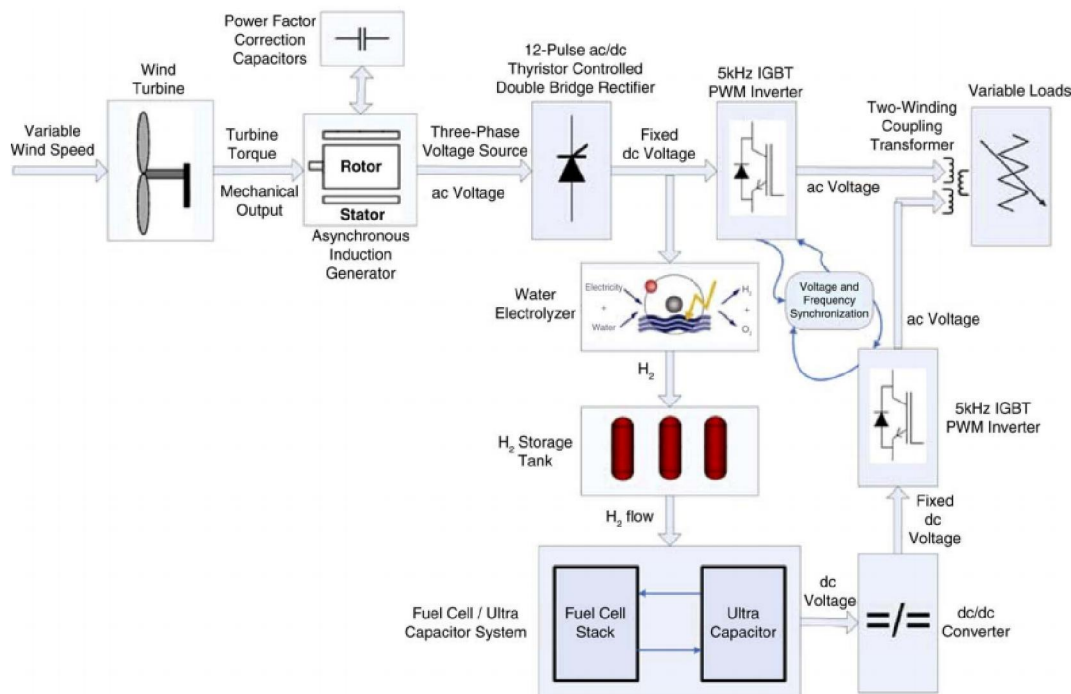 Power Factor
Correction
Capacitors
12-Pulse ac/dc
Thyristor Controlled
Double Bridge Rectifier
5kHz IGBT
PWM Inverter
Variable Loads
Wind
Turbine
Two-Winding
Coupling
Transformer
Variable
Wind Speed
Turbine
Torque
Mechanical
Output
Rotor
Stator
Asynchronous
Induction
Generator
Three-Phase
Voltage Source
ac Voltage
Fixed
dc Voltage
ac Voltage
Water
Electrolyzer
Electricity
+
Water
H₂
+
O₂
Voltage and
Frequency
Synchronization
ac Voltage
H₂
5kHz IGBT
PWM Inverter
H₂ Storage
Tank
H₂ flow
Fixed
dc
Voltage
Fuel Cell / Ultra
Capacitor System
Fuel Cell
Stack
Ultra
Capacitor
dc
Voltage
=/=
dc/dc
Converter